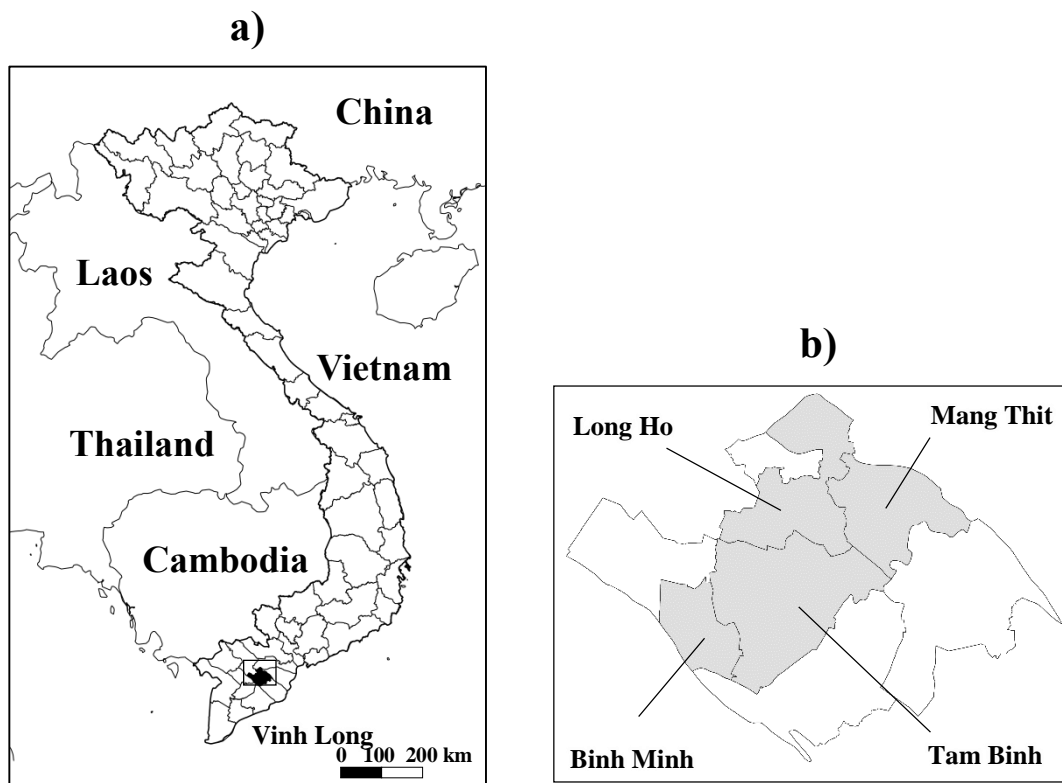 a)
China
Laos
Vietnam
Thailand
Cambodia
Vinh Long
0 100 200 km
b)
Long Ho
Mang Thit
Binh Minh
Tam Binh